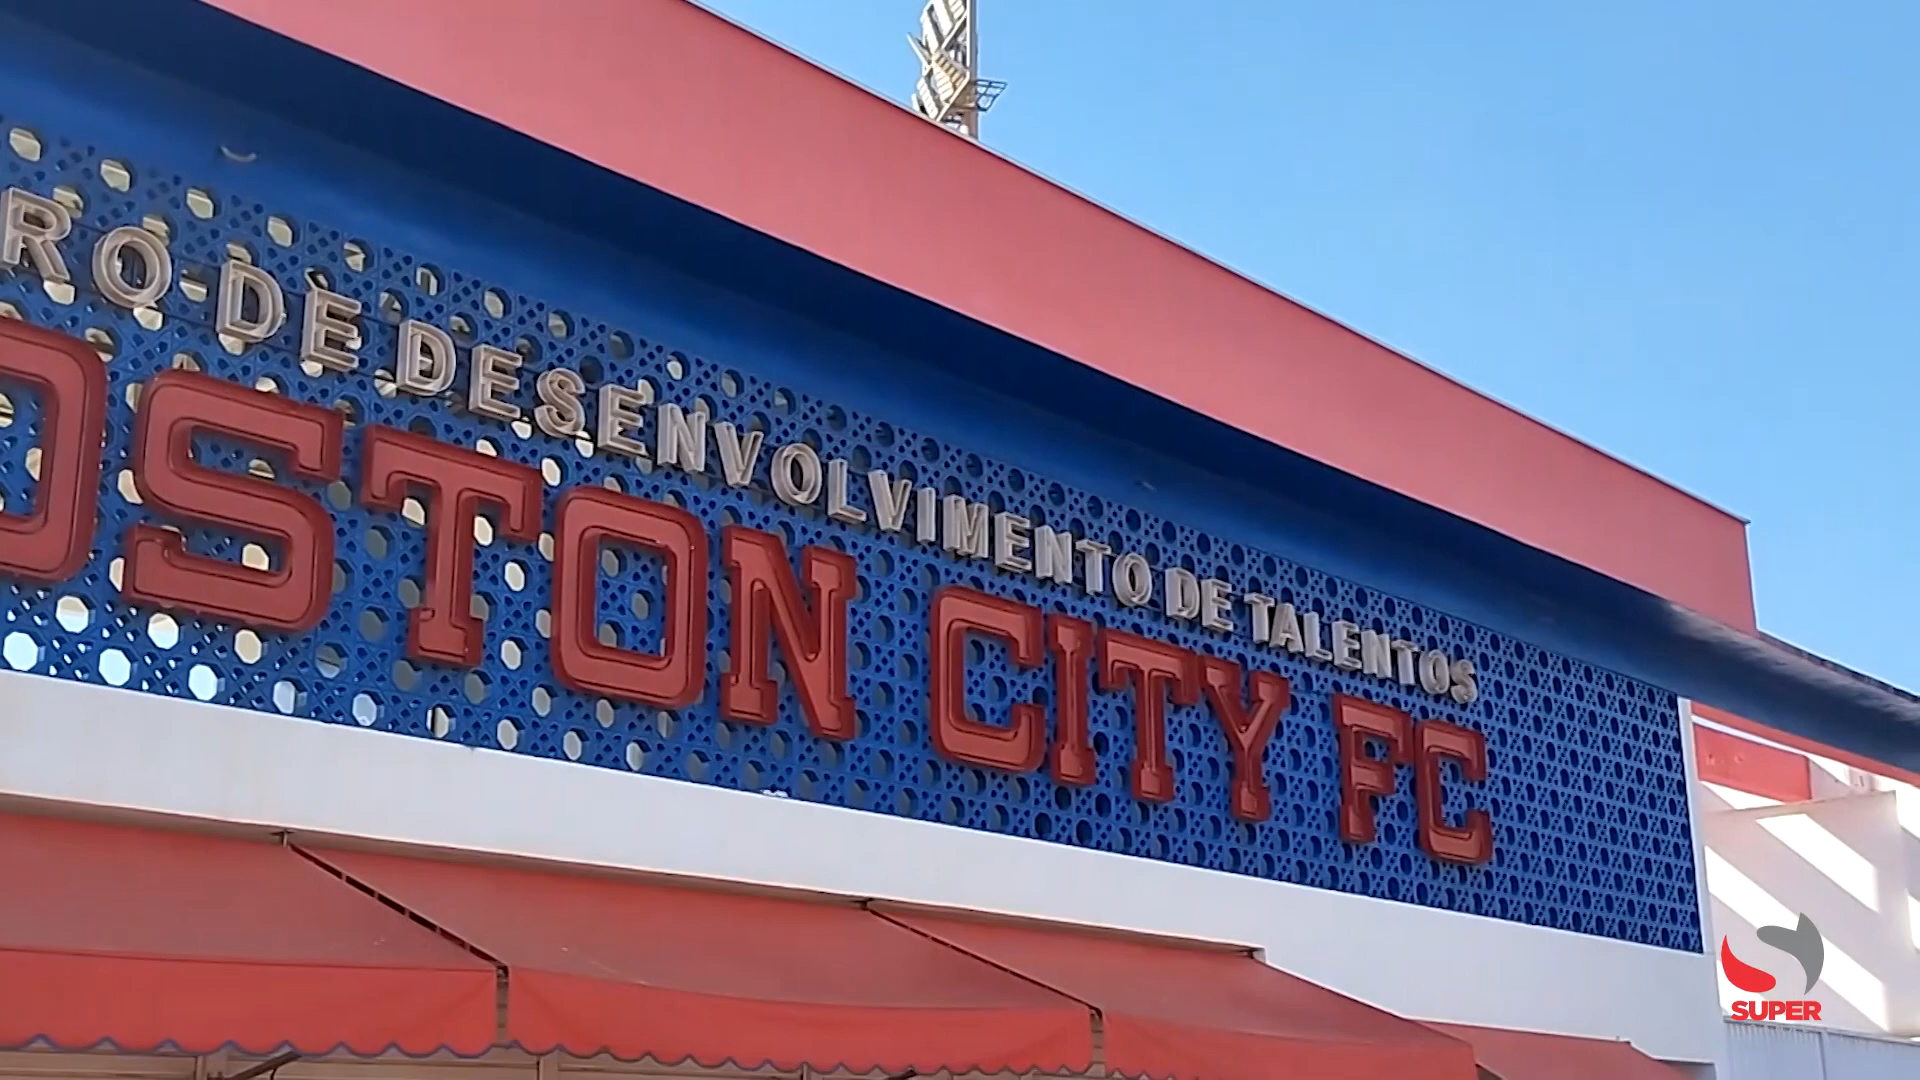 RO DE DESENVOLVIMENTO DE TALENTOS
OSTON CITY FC
SUPER